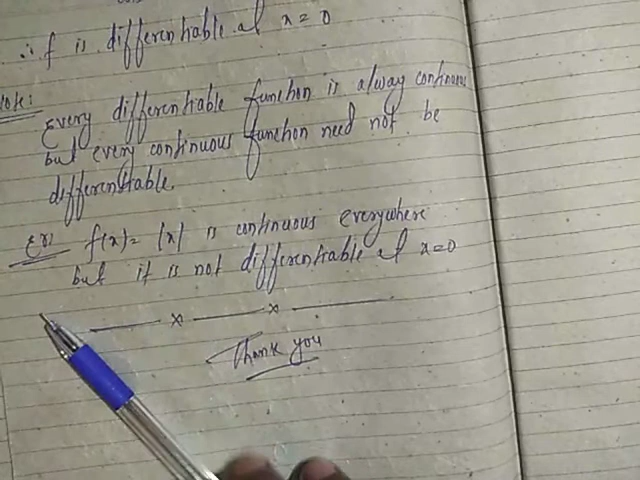 ∴ f is differentiable at x = 0
Note:
Every differentiable function is alway continuous
but every continuous function need not be
differentiable.
Ex: f(x) = |x| is continuous everywhere
but it is not differentiable at x=0
Thank you